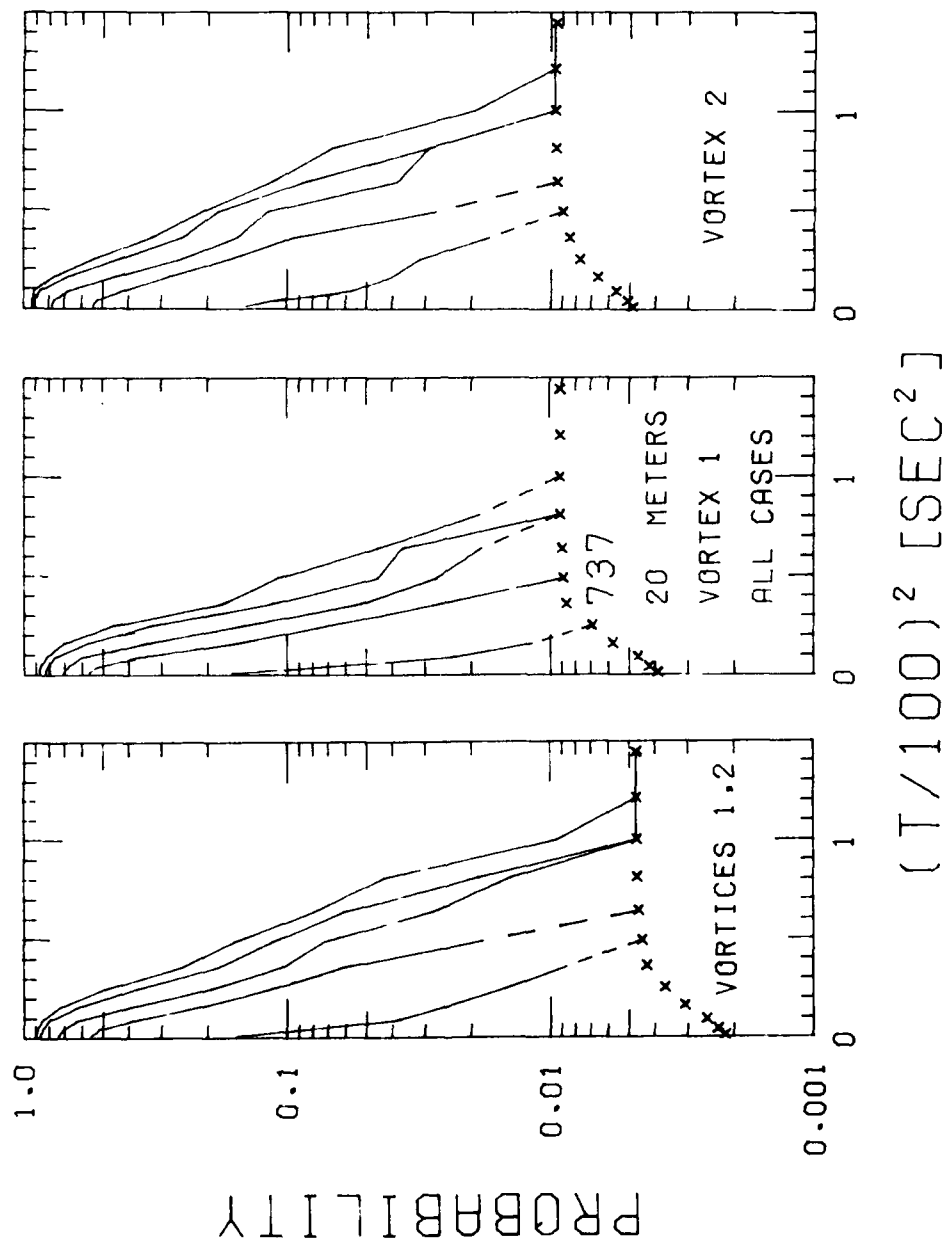 PROBABILITY
1.0
0.1
0.01
0.001
VORTICES 1,2
0
1
737
20 METERS
VORTEX 1
ALL CASES
0
1
VORTEX 2
0
1
(T/100)² [SEC²]